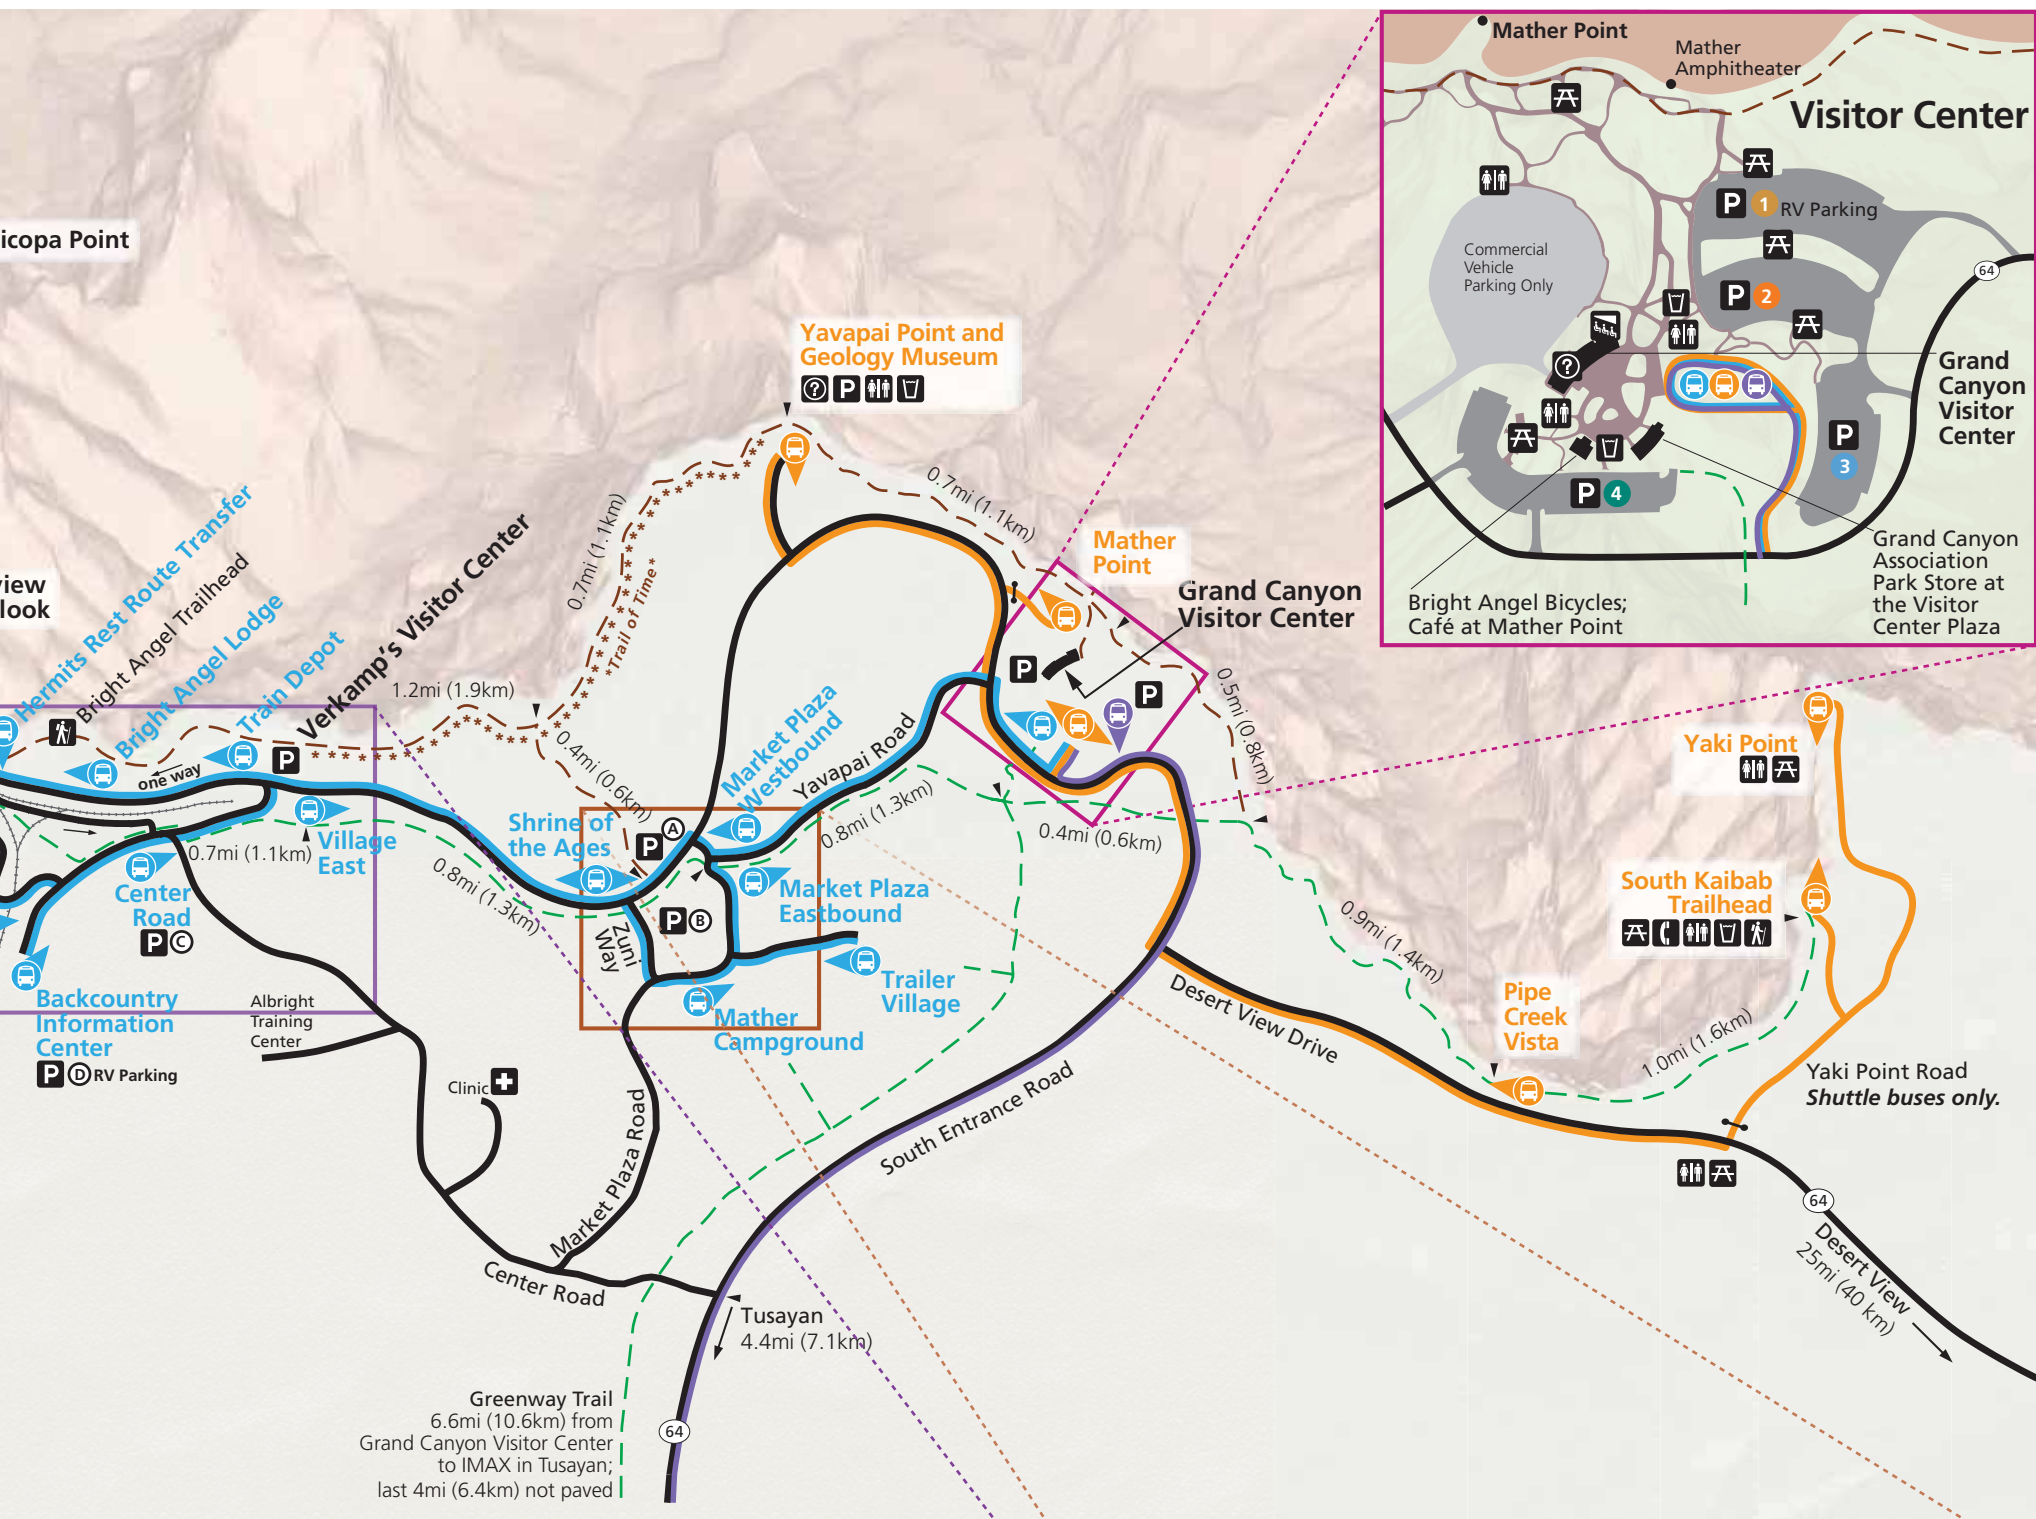 Mather Point
Mather
Amphitheater
Visitor Center
P 1 RV Parking
Commercial
Vehicle
Parking Only
64
P 2
?
Grand
Canyon
Visitor
Center
P
3
P 4
Grand Canyon
Association
Park Store at
the Visitor
Center Plaza
Bright Angel Bicycles;
Café at Mather Point
icopa Point
Yavapai Point and
Geology Museum
? P
0.7mi (1.1km)
0.7mi (1.1km)
*Trail of Time*
Mather
Point
Grand Canyon
Visitor Center
P
P
view
look
Hermits Rest Route Transfer
Bright Angel Trailhead
Bright Angel Lodge
Train Depot
Verkamp's Visitor Center
P
one way
1.2mi (1.9km)
0.4mi (0.6km)
Market Plaza
Westbound
Yavapai Road
0.8mi (1.3km)
0.5mi (0.8km)
0.4mi (0.6km)
Yaki Point
Shrine of
the Ages
P A
Village
East
0.7mi (1.1km)
0.8mi (1.3km)
Center
Road
P C
Market Plaza
Eastbound
P B
Zuni
Way
Trailer
Village
Mather
Campground
South Kaibab
Trailhead
0.9mi (1.4km)
Pipe
Creek
Vista
1.0mi (1.6km)
Desert View Drive
Backcountry
Information
Center
P D RV Parking
Albright
Training
Center
Clinic
Yaki Point Road
Shuttle buses only.
South Entrance Road
Market Plaza Road
Center Road
64
Desert View
25mi (40 km)
Tusayan
4.4mi (7.1km)
Greenway Trail
6.6mi (10.6km) from
Grand Canyon Visitor Center
to IMAX in Tusayan;
last 4mi (6.4km) not paved
64